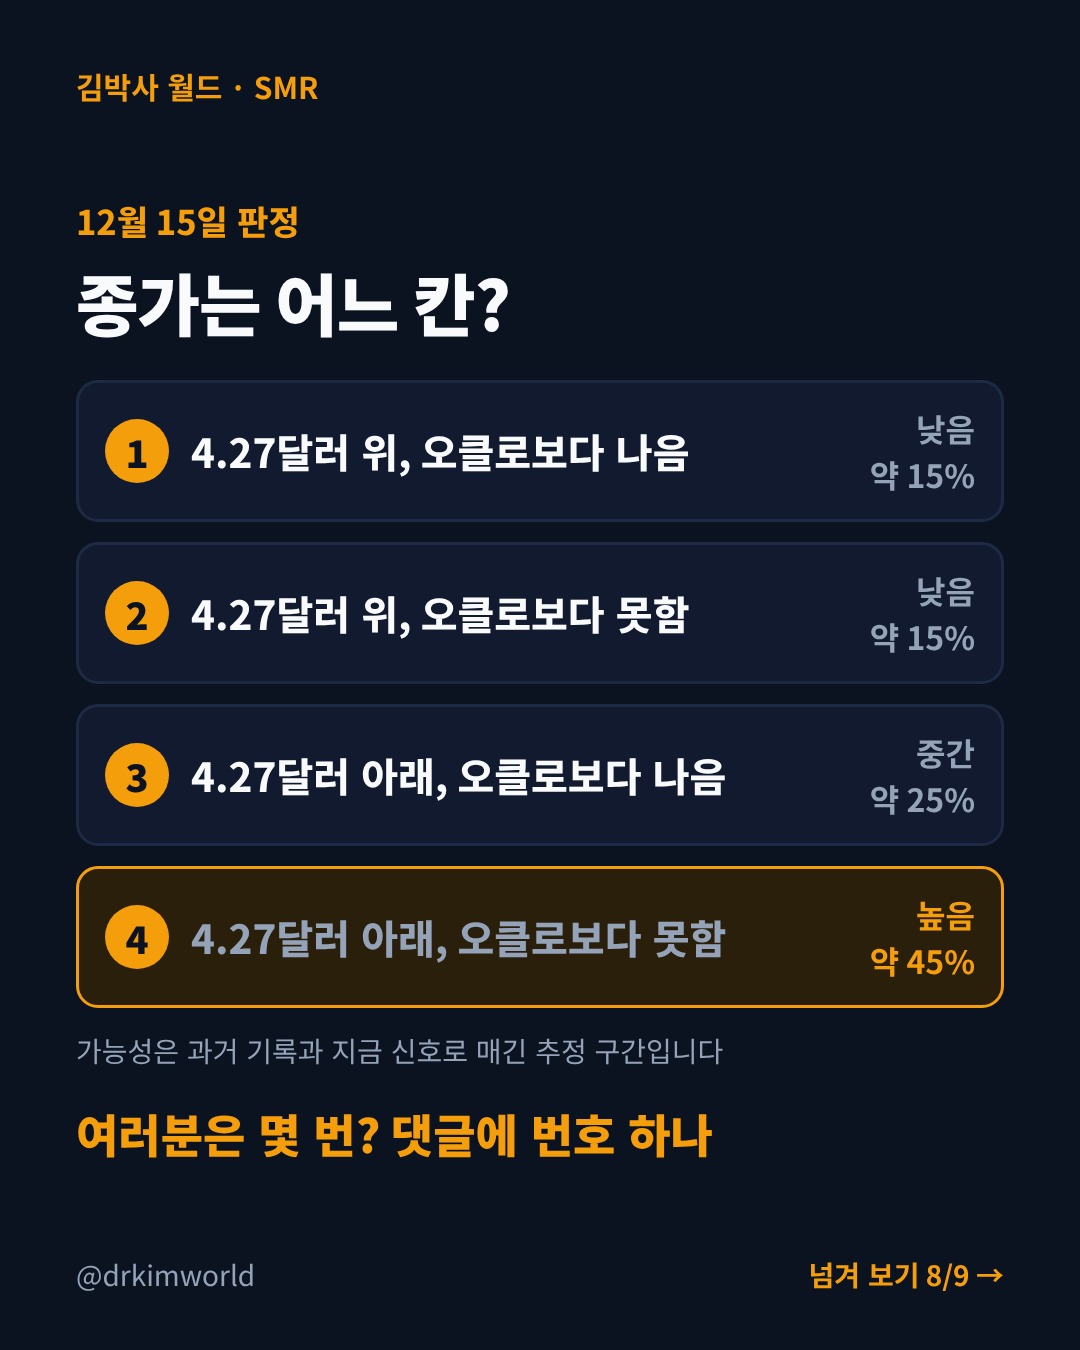 김박사 월드 · SMR
12월 15일 판정
종가는 어느 칸?
1 4.27달러 위, 오클로보다 나음
낮음
약 15%
2 4.27달러 위, 오클로보다 못함
낮음
약 15%
3 4.27달러 아래, 오클로보다 나음
중간
약 25%
4 4.27달러 아래, 오클로보다 못함
높음
약 45%
가능성은 과거 기록과 지금 신호로 매긴 추정 구간입니다
여러분은 몇 번? 댓글에 번호 하나
@drkimworld
넘겨 보기 8/9 →